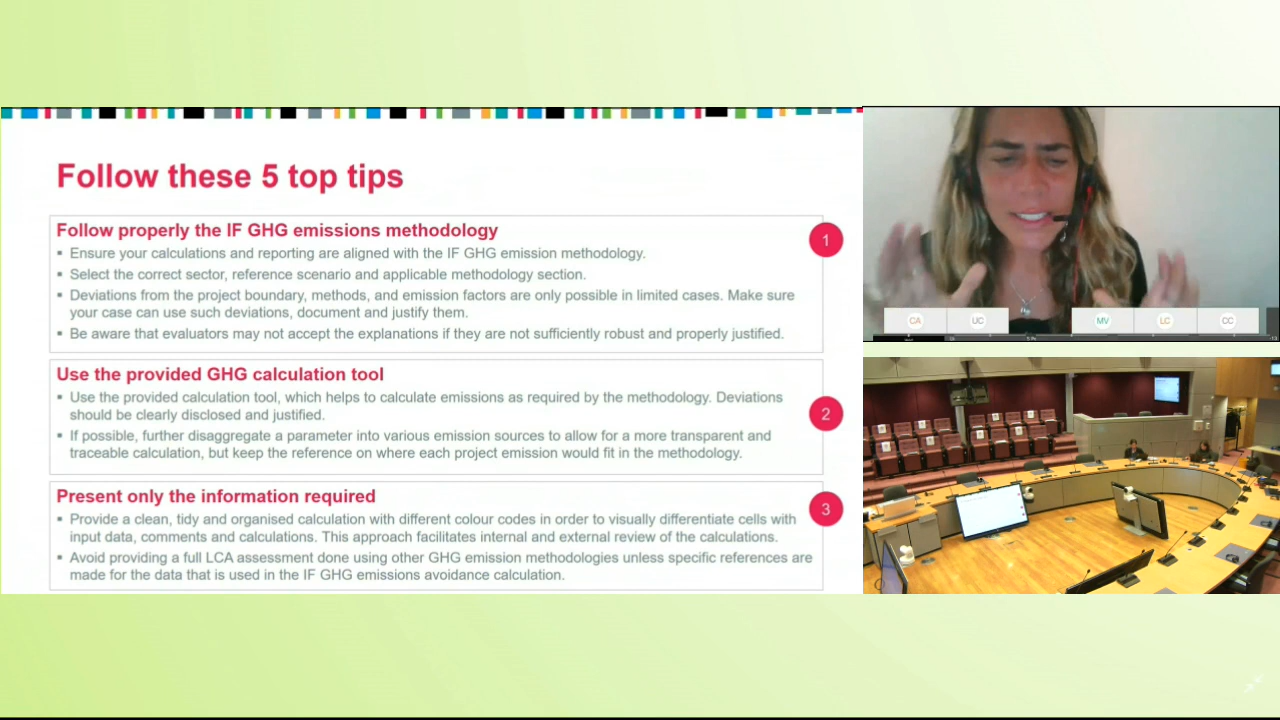 Follow these 5 top tips
Follow properly the IF GHG emissions methodology
1
▪ Ensure your calculations and reporting are aligned with the IF GHG emission methodology.
▪ Select the correct sector, reference scenario and applicable methodology section.
▪ Deviations from the project boundary, methods, and emission factors are only possible in limited cases. Make sure
your case can use such deviations, document and justify them.
▪ Be aware that evaluators may not accept the explanations if they are not sufficiently robust and properly justified.
Use the provided GHG calculation tool
▪ Use the provided calculation tool, which helps to calculate emissions as required by the methodology. Deviations
should be clearly disclosed and justified.
2
▪ If possible, further disaggregate a parameter into various emission sources to allow for a more transparent and
traceable calculation, but keep the reference on where each project emission would fit in the methodology.
Present only the information required
3
▪ Provide a clean, tidy and organised calculation with different colour codes in order to visually differentiate cells with
input data, comments and calculations. This approach facilitates internal and external review of the calculations.
▪ Avoid providing a full LCA assessment done using other GHG emission methodologies unless specific references are
made for the data that is used in the IF GHG emissions avoidance calculation.
CA UC MV LC CC